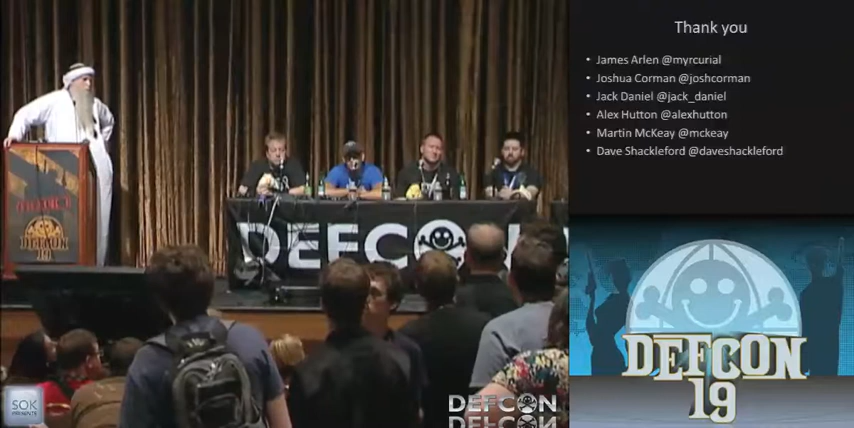 Thank you
• James Arlen @myrcurial
• Joshua Corman @joshcorman
• Jack Daniel @jack_daniel
• Alex Hutton @alexhutton
• Martin McKeay @mckeay
• Dave Shackleford @daveshackleford
DEFCON
19
DEFCON
SOK
DEFCON
DEFCON
19